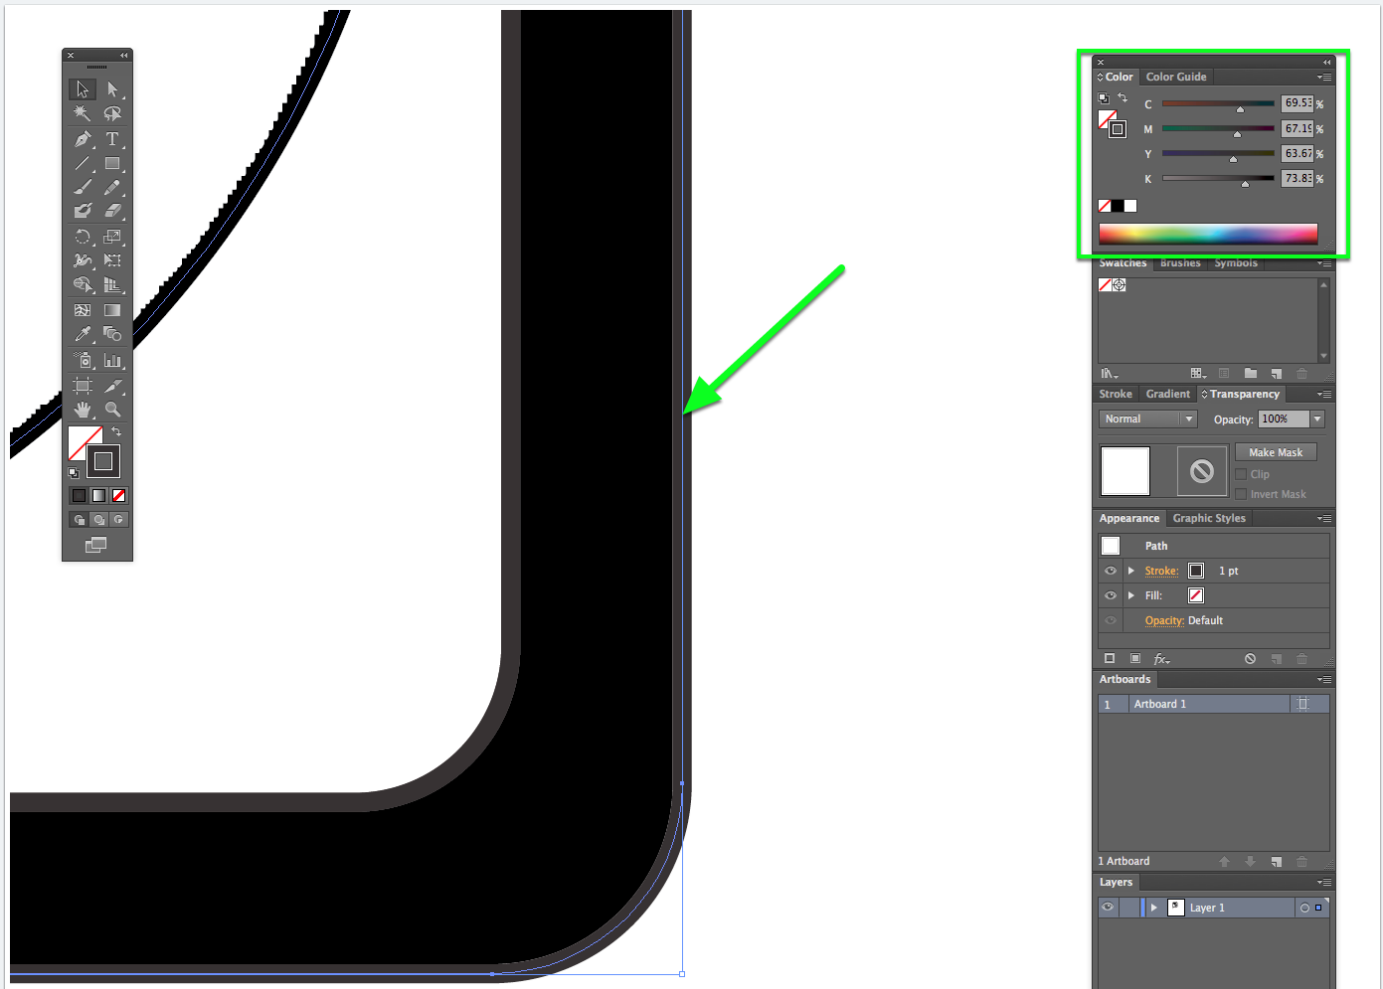 Color Color Guide
C 69.53 %
M 67.19 %
Y 63.67 %
K 73.83 %
Swatches Brushes Symbols
Stroke Gradient Transparency
Normal Opacity: 100%
Make Mask
Clip
Invert Mask
Appearance Graphic Styles
Path
Stroke: 1 pt
Fill:
Opacity: Default
fx
Artboards
1 Artboard 1
1 Artboard
Layers
Layer 1